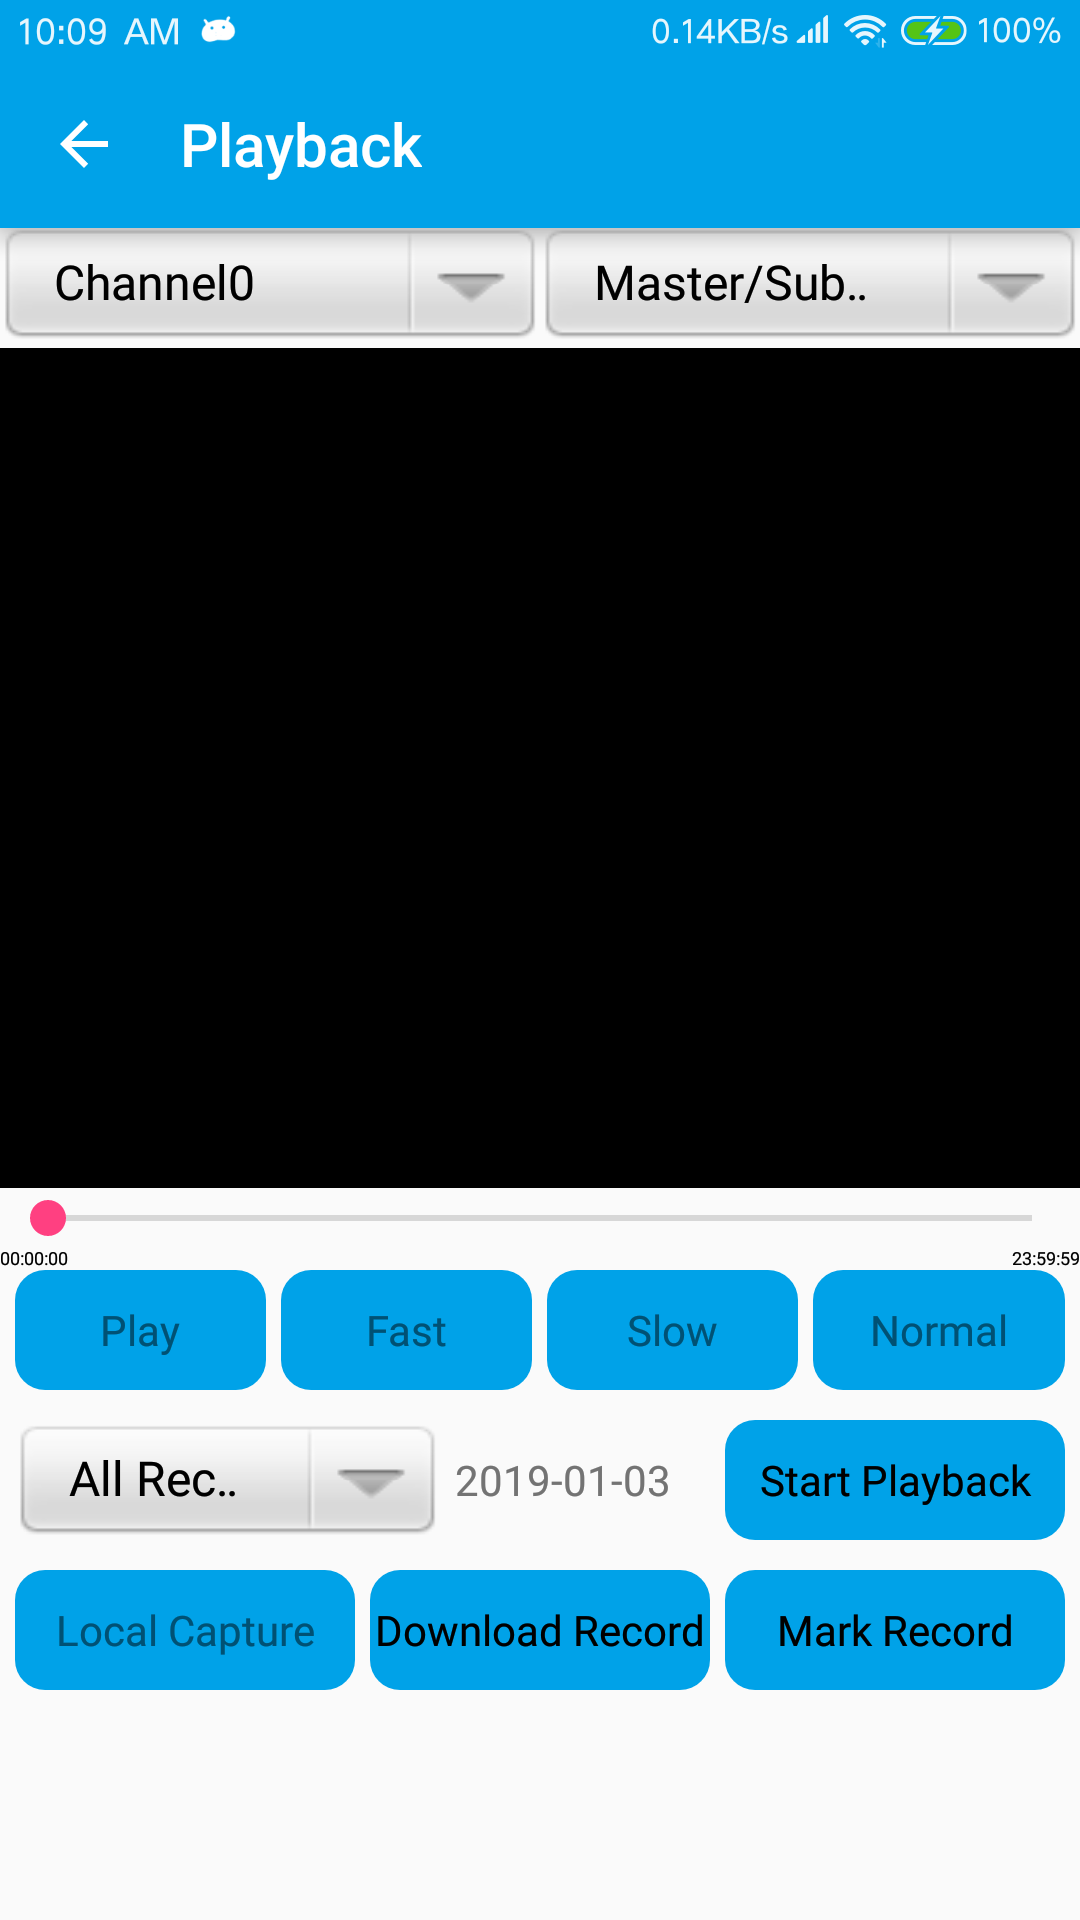 10:09 AM 0.14KB/s 100%
Playback
Channel0 Master/Sub..
00:00:00 23:59:59
Play Fast Slow Normal
All Rec.. 2019-01-03 Start Playback
Local Capture Download Record Mark Record